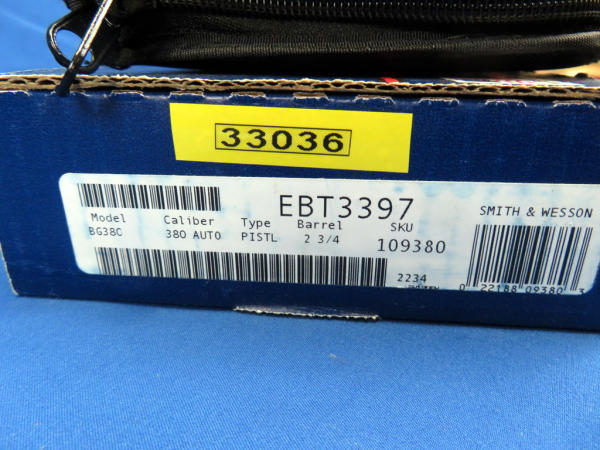 33036
EBT3397
SMITH & WESSON
Model Caliber Type Barrel SKU
BG380 380 AUTO PISTL 2 3/4 109380
2234
0 22188 09380 3